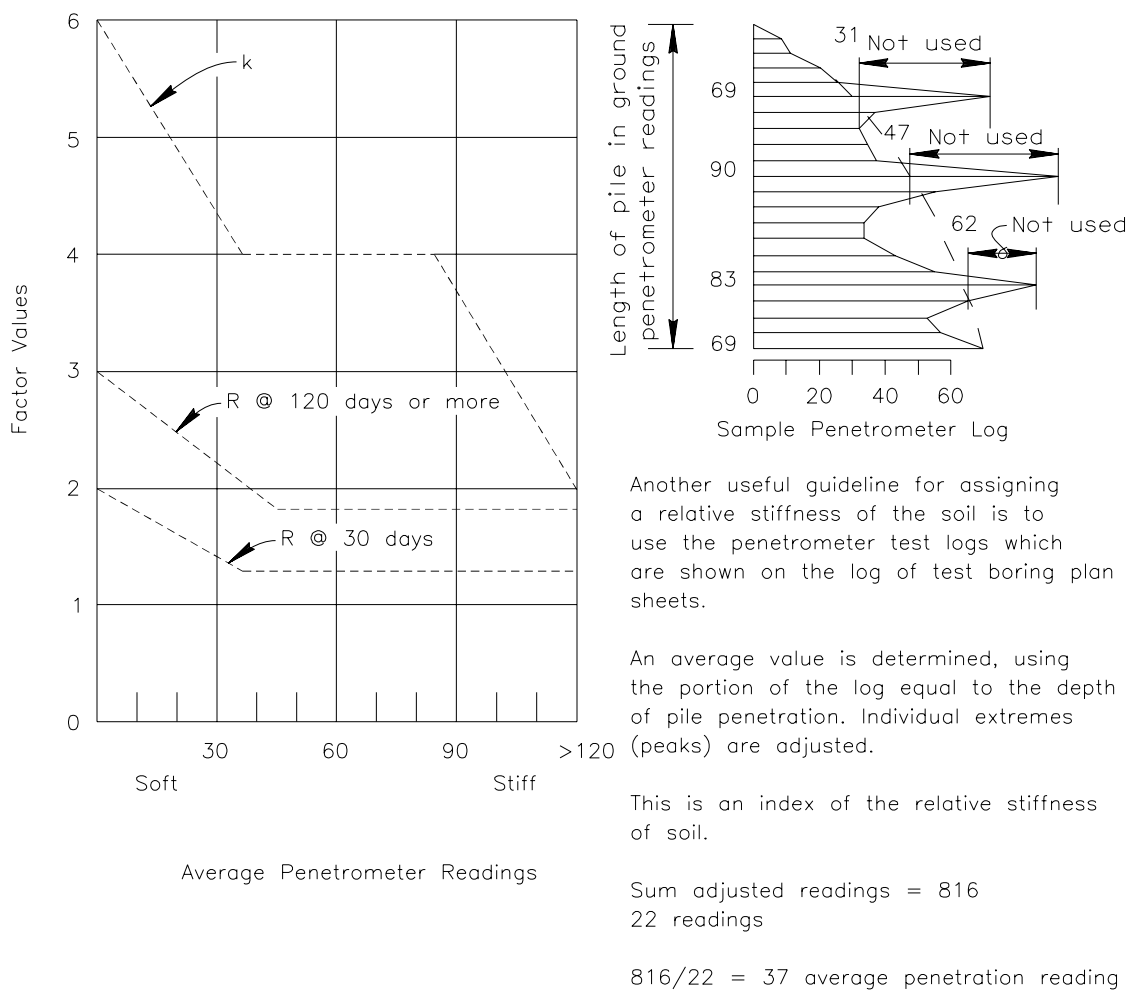 6
5
4
3
2
1
0
Factor Values
k
R @ 120 days or more
R @ 30 days
30
60
90
>120
Soft
Stiff
Average Penetrometer Readings
Length of pile in ground
penetrometer readings
31
Not used
69
47
Not used
90
62
Not used
83
69
0
20
40
60
Sample Penetrometer Log
Another useful guideline for assigning
a relative stiffness of the soil is to
use the penetrometer test logs which
are shown on the log of test boring plan
sheets.
An average value is determined, using
the portion of the log equal to the depth
of pile penetration. Individual extremes
(peaks) are adjusted.
This is an index of the relative stiffness
of soil.
Sum adjusted readings = 816
22 readings
816/22 = 37 average penetration reading